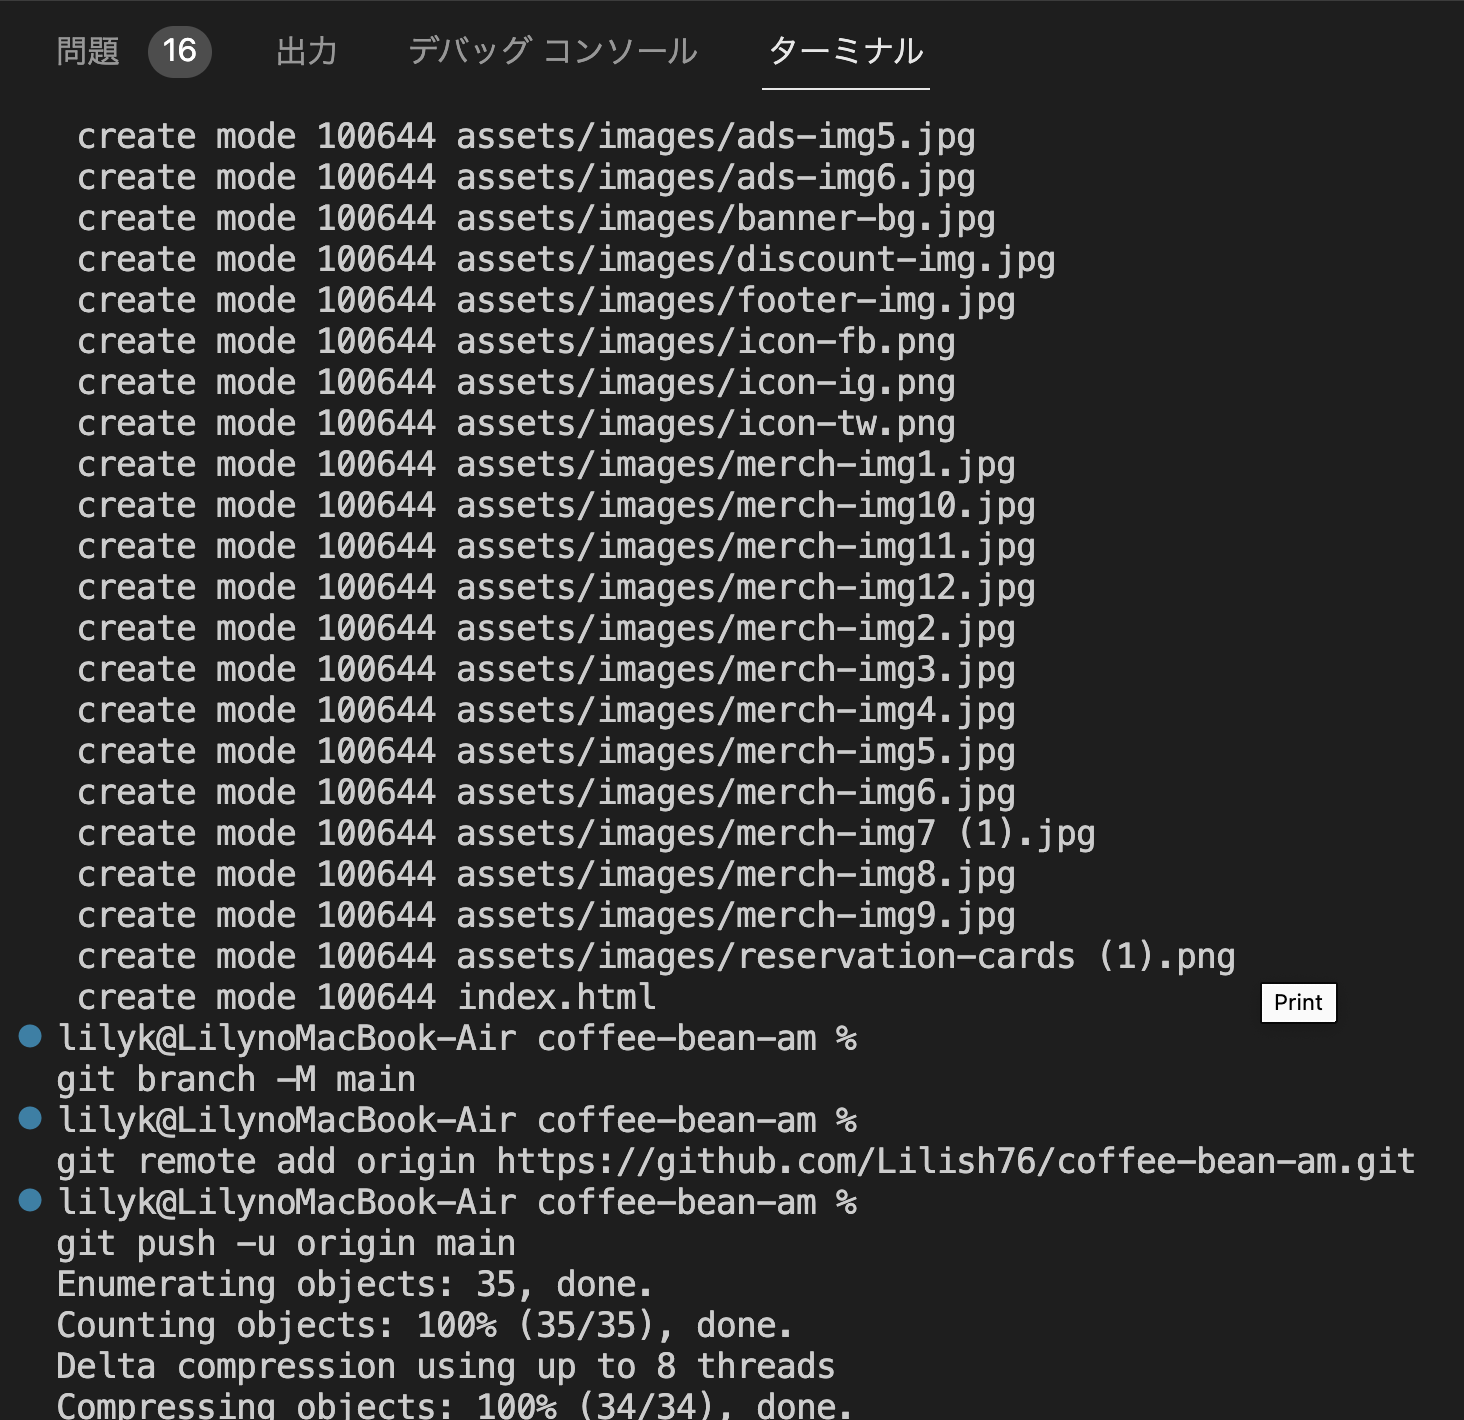 問題 16 出力 デバッグ コンソール ターミナル
create mode 100644 assets/images/ads-img5.jpg
create mode 100644 assets/images/ads-img6.jpg
create mode 100644 assets/images/banner-bg.jpg
create mode 100644 assets/images/discount-img.jpg
create mode 100644 assets/images/footer-img.jpg
create mode 100644 assets/images/icon-fb.png
create mode 100644 assets/images/icon-ig.png
create mode 100644 assets/images/icon-tw.png
create mode 100644 assets/images/merch-img1.jpg
create mode 100644 assets/images/merch-img10.jpg
create mode 100644 assets/images/merch-img11.jpg
create mode 100644 assets/images/merch-img12.jpg
create mode 100644 assets/images/merch-img2.jpg
create mode 100644 assets/images/merch-img3.jpg
create mode 100644 assets/images/merch-img4.jpg
create mode 100644 assets/images/merch-img5.jpg
create mode 100644 assets/images/merch-img6.jpg
create mode 100644 assets/images/merch-img7 (1).jpg
create mode 100644 assets/images/merch-img8.jpg
create mode 100644 assets/images/merch-img9.jpg
create mode 100644 assets/images/reservation-cards (1).png
create mode 100644 index.html
Print
lilyk@LilynoMacBook-Air coffee-bean-am %
git branch -M main
lilyk@LilynoMacBook-Air coffee-bean-am %
git remote add origin https://github.com/Lilish76/coffee-bean-am.git
lilyk@LilynoMacBook-Air coffee-bean-am %
git push -u origin main
Enumerating objects: 35, done.
Counting objects: 100% (35/35), done.
Delta compression using up to 8 threads
Compressing objects: 100% (34/34), done.